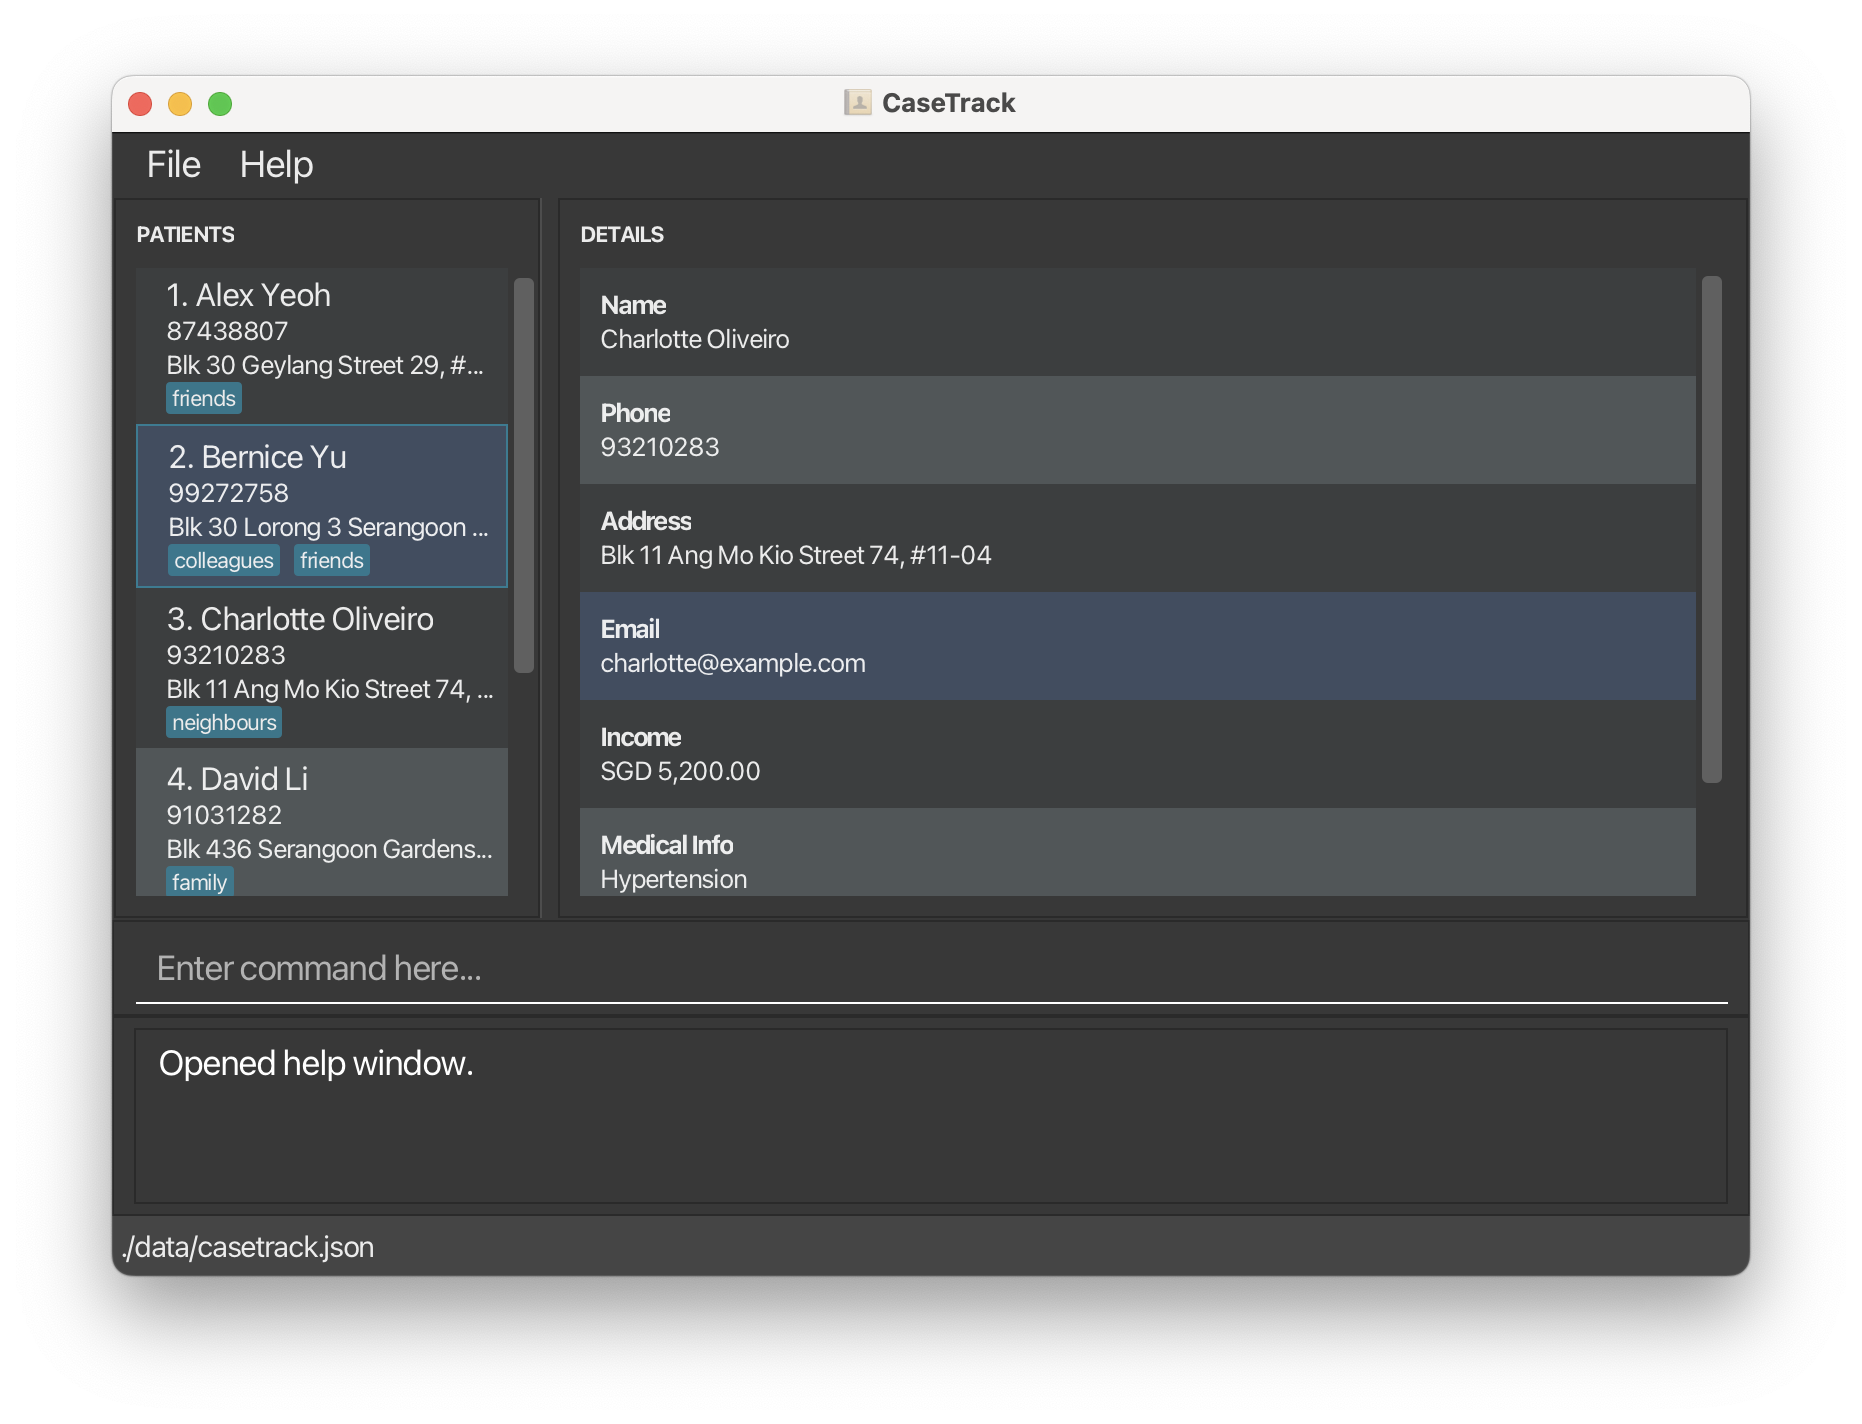 CaseTrack
File Help
PATIENTS
1. Alex Yeoh
87438807
Blk 30 Geylang Street 29, #...
friends
2. Bernice Yu
99272758
Blk 30 Lorong 3 Serangoon ...
colleagues friends
3. Charlotte Oliveiro
93210283
Blk 11 Ang Mo Kio Street 74, ...
neighbours
4. David Li
91031282
Blk 436 Serangoon Gardens...
family
DETAILS
Name
Charlotte Oliveiro
Phone
93210283
Address
Blk 11 Ang Mo Kio Street 74, #11-04
Email
charlotte@example.com
Income
SGD 5,200.00
Medical Info
Hypertension
Enter command here...
Opened help window.
./data/casetrack.json